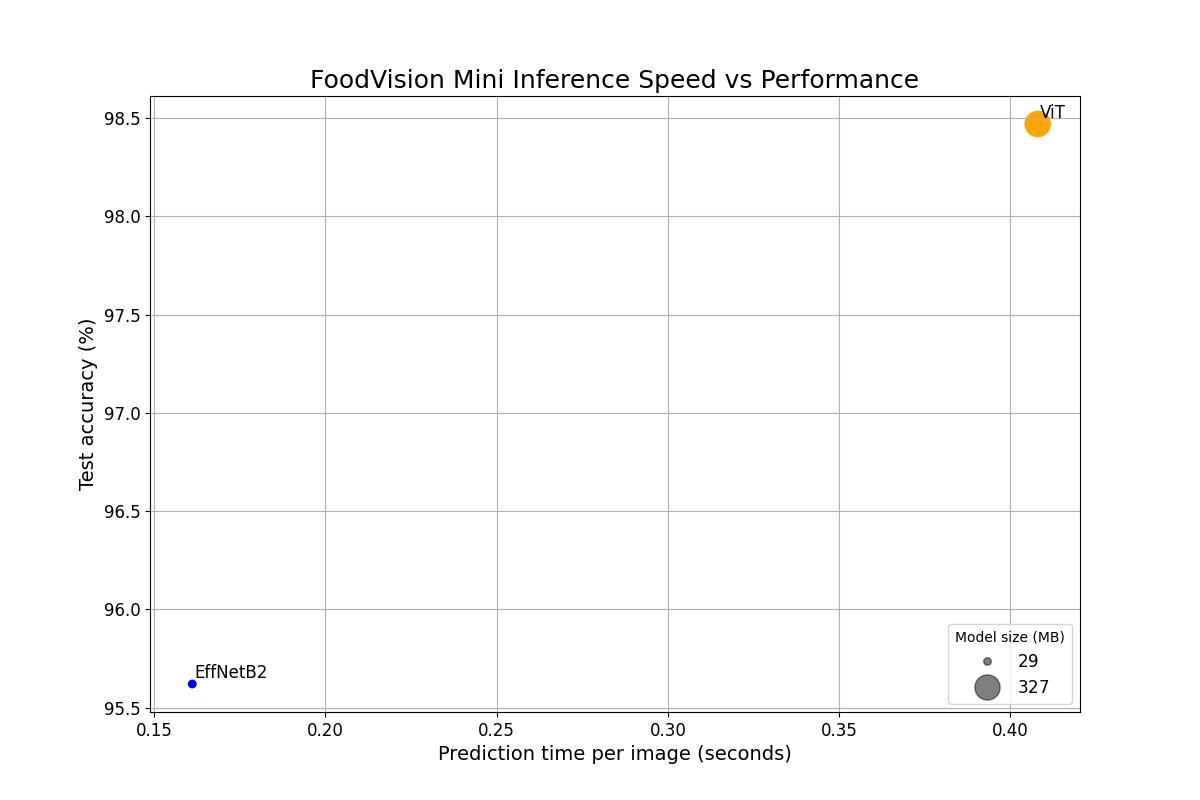 FoodVision Mini Inference Speed vs Performance
ViT
98.5
98.0
97.5
97.0
96.5
96.0
95.5
Test accuracy (%)
EffNetB2
Model size (MB)
29
327
0.15 0.20 0.25 0.30 0.35 0.40
Prediction time per image (seconds)